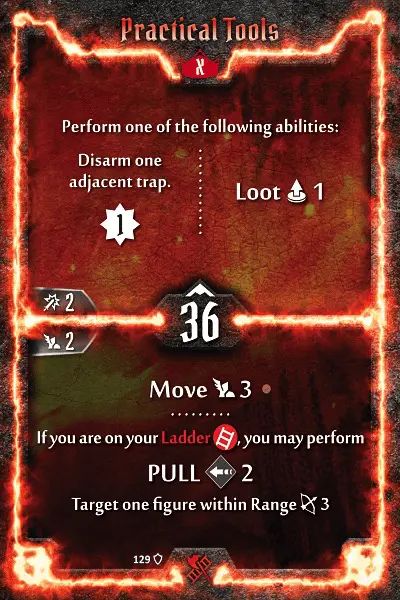 Practical Tools
א
Perform one of the following abilities:
Disarm one
adjacent trap.
1
Loot 1
2
36
2
Move 3
If you are on your Ladder, you may perform
PULL 2
Target one figure within Range 3
129